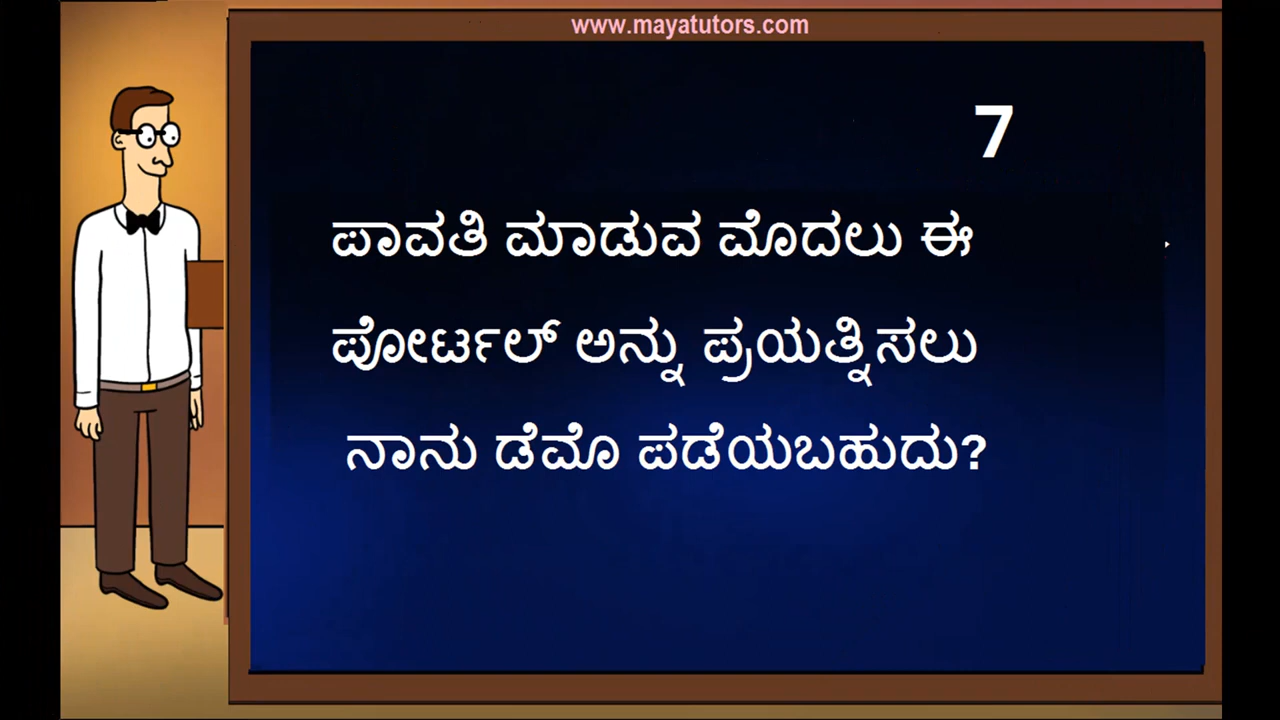 www.mayatutors.com
7
ಪಾವತಿ ಮಾಡುವ ಮೊದಲು ಈ
ಪೋರ್ಟಲ್ ಅನ್ನು ಪ್ರಯತ್ನಿಸಲು
ನಾನು ಡೆಮೊ ಪಡೆಯಬಹುದು?